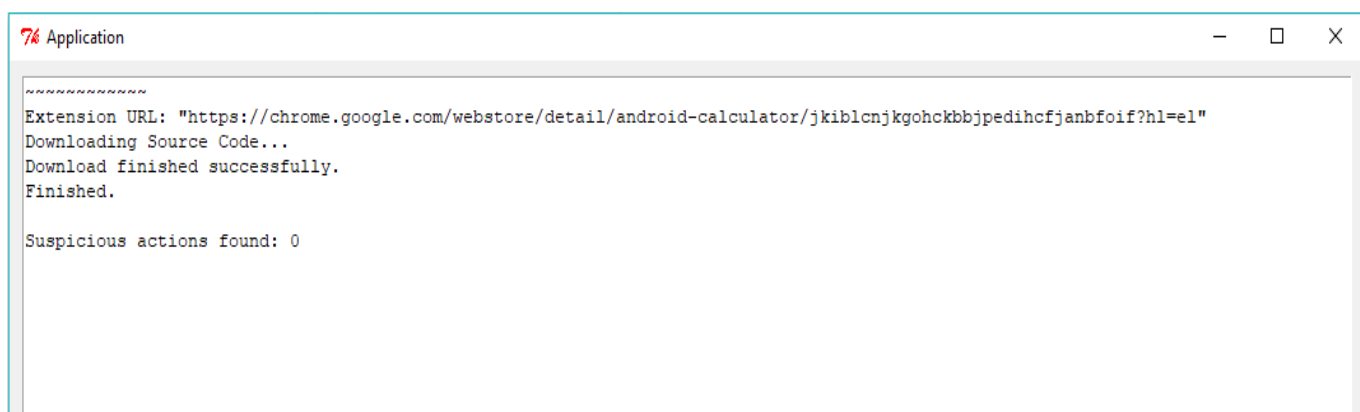 Application
~~~~~~~~~~~~
Extension URL: "https://chrome.google.com/webstore/detail/android-calculator/jkiblcnjkgohckbbjpedihcfjanbfoif?hl=el"
Downloading Source Code...
Download finished successfully.
Finished.
Suspicious actions found: 0